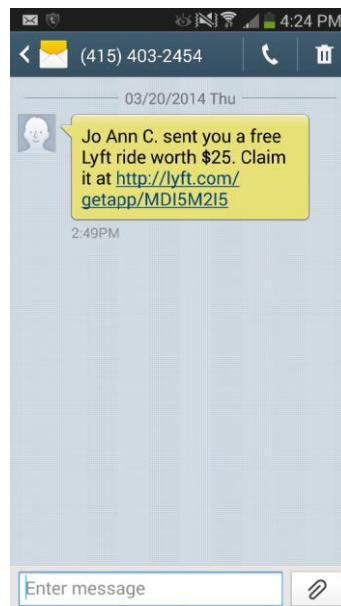 4:24 PM
(415) 403-2454
03/20/2014 Thu
Jo Ann C. sent you a free
Lyft ride worth $25. Claim
it at http://lyft.com/
getapp/MDI5M2I5
2:49PM
Enter message